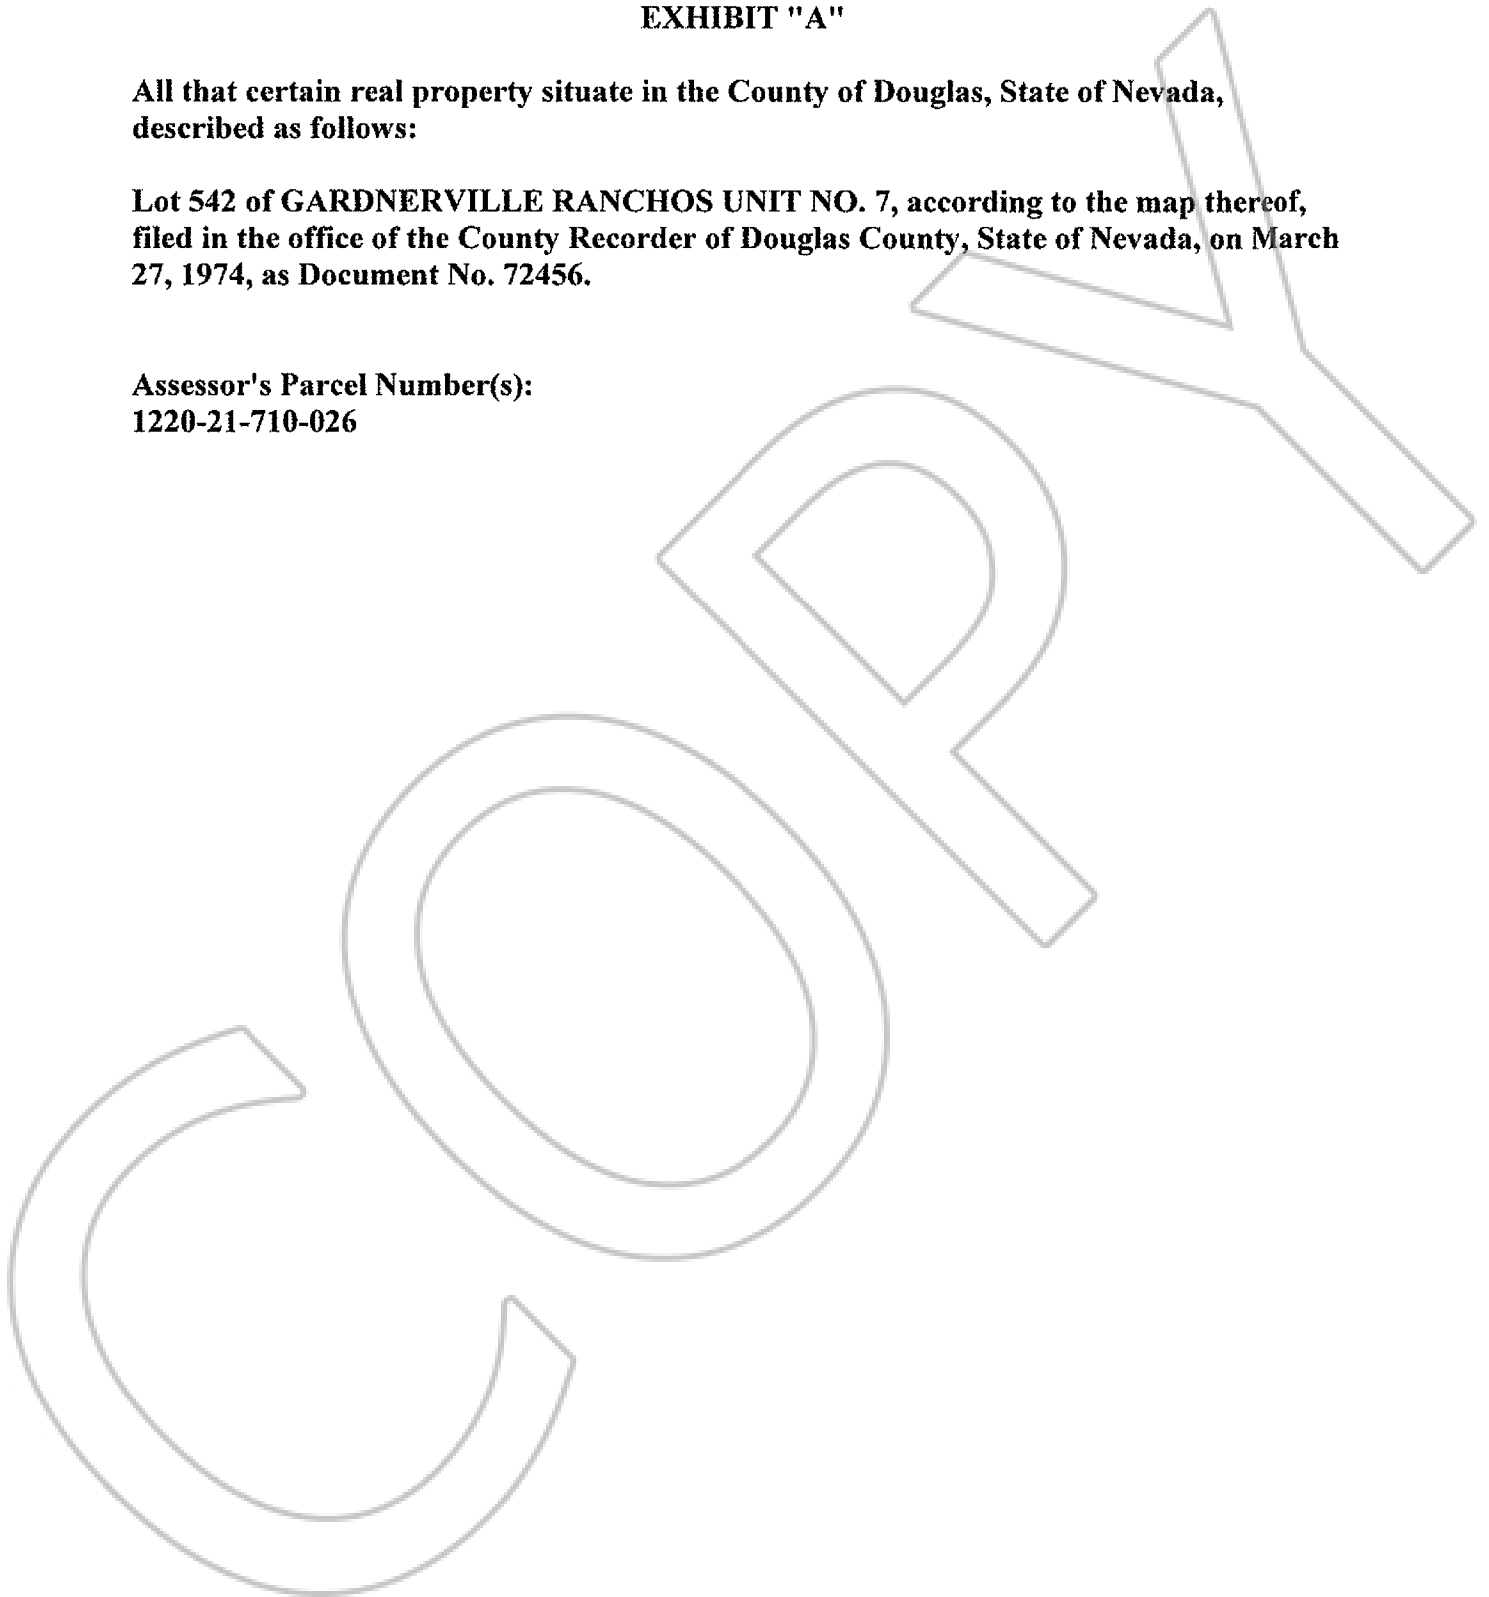 EXHIBIT "A"
All that certain real property situate in the County of Douglas, State of Nevada,
described as follows:
Lot 542 of GARDNERVILLE RANCHOS UNIT NO. 7, according to the map thereof,
filed in the office of the County Recorder of Douglas County, State of Nevada, on March
27, 1974, as Document No. 72456.
Assessor's Parcel Number(s):
1220-21-710-026
COPY